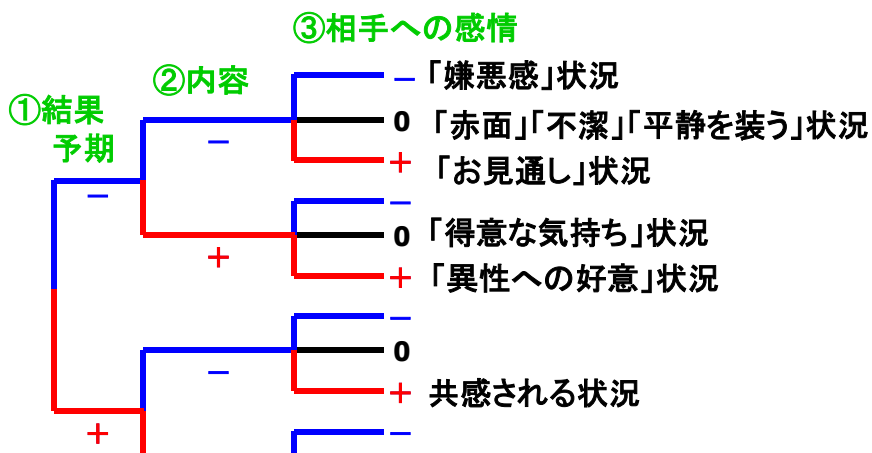 ③相手への感情
②内容
①結果
予期
－「嫌悪感」状況
－
0 「赤面」「不潔」「平静を装う」状況
＋「お見通し」状況
－
－
0 「得意な気持ち」状況
＋
＋「異性への好意」状況
－
0
－
＋ 共感される状況
＋
－